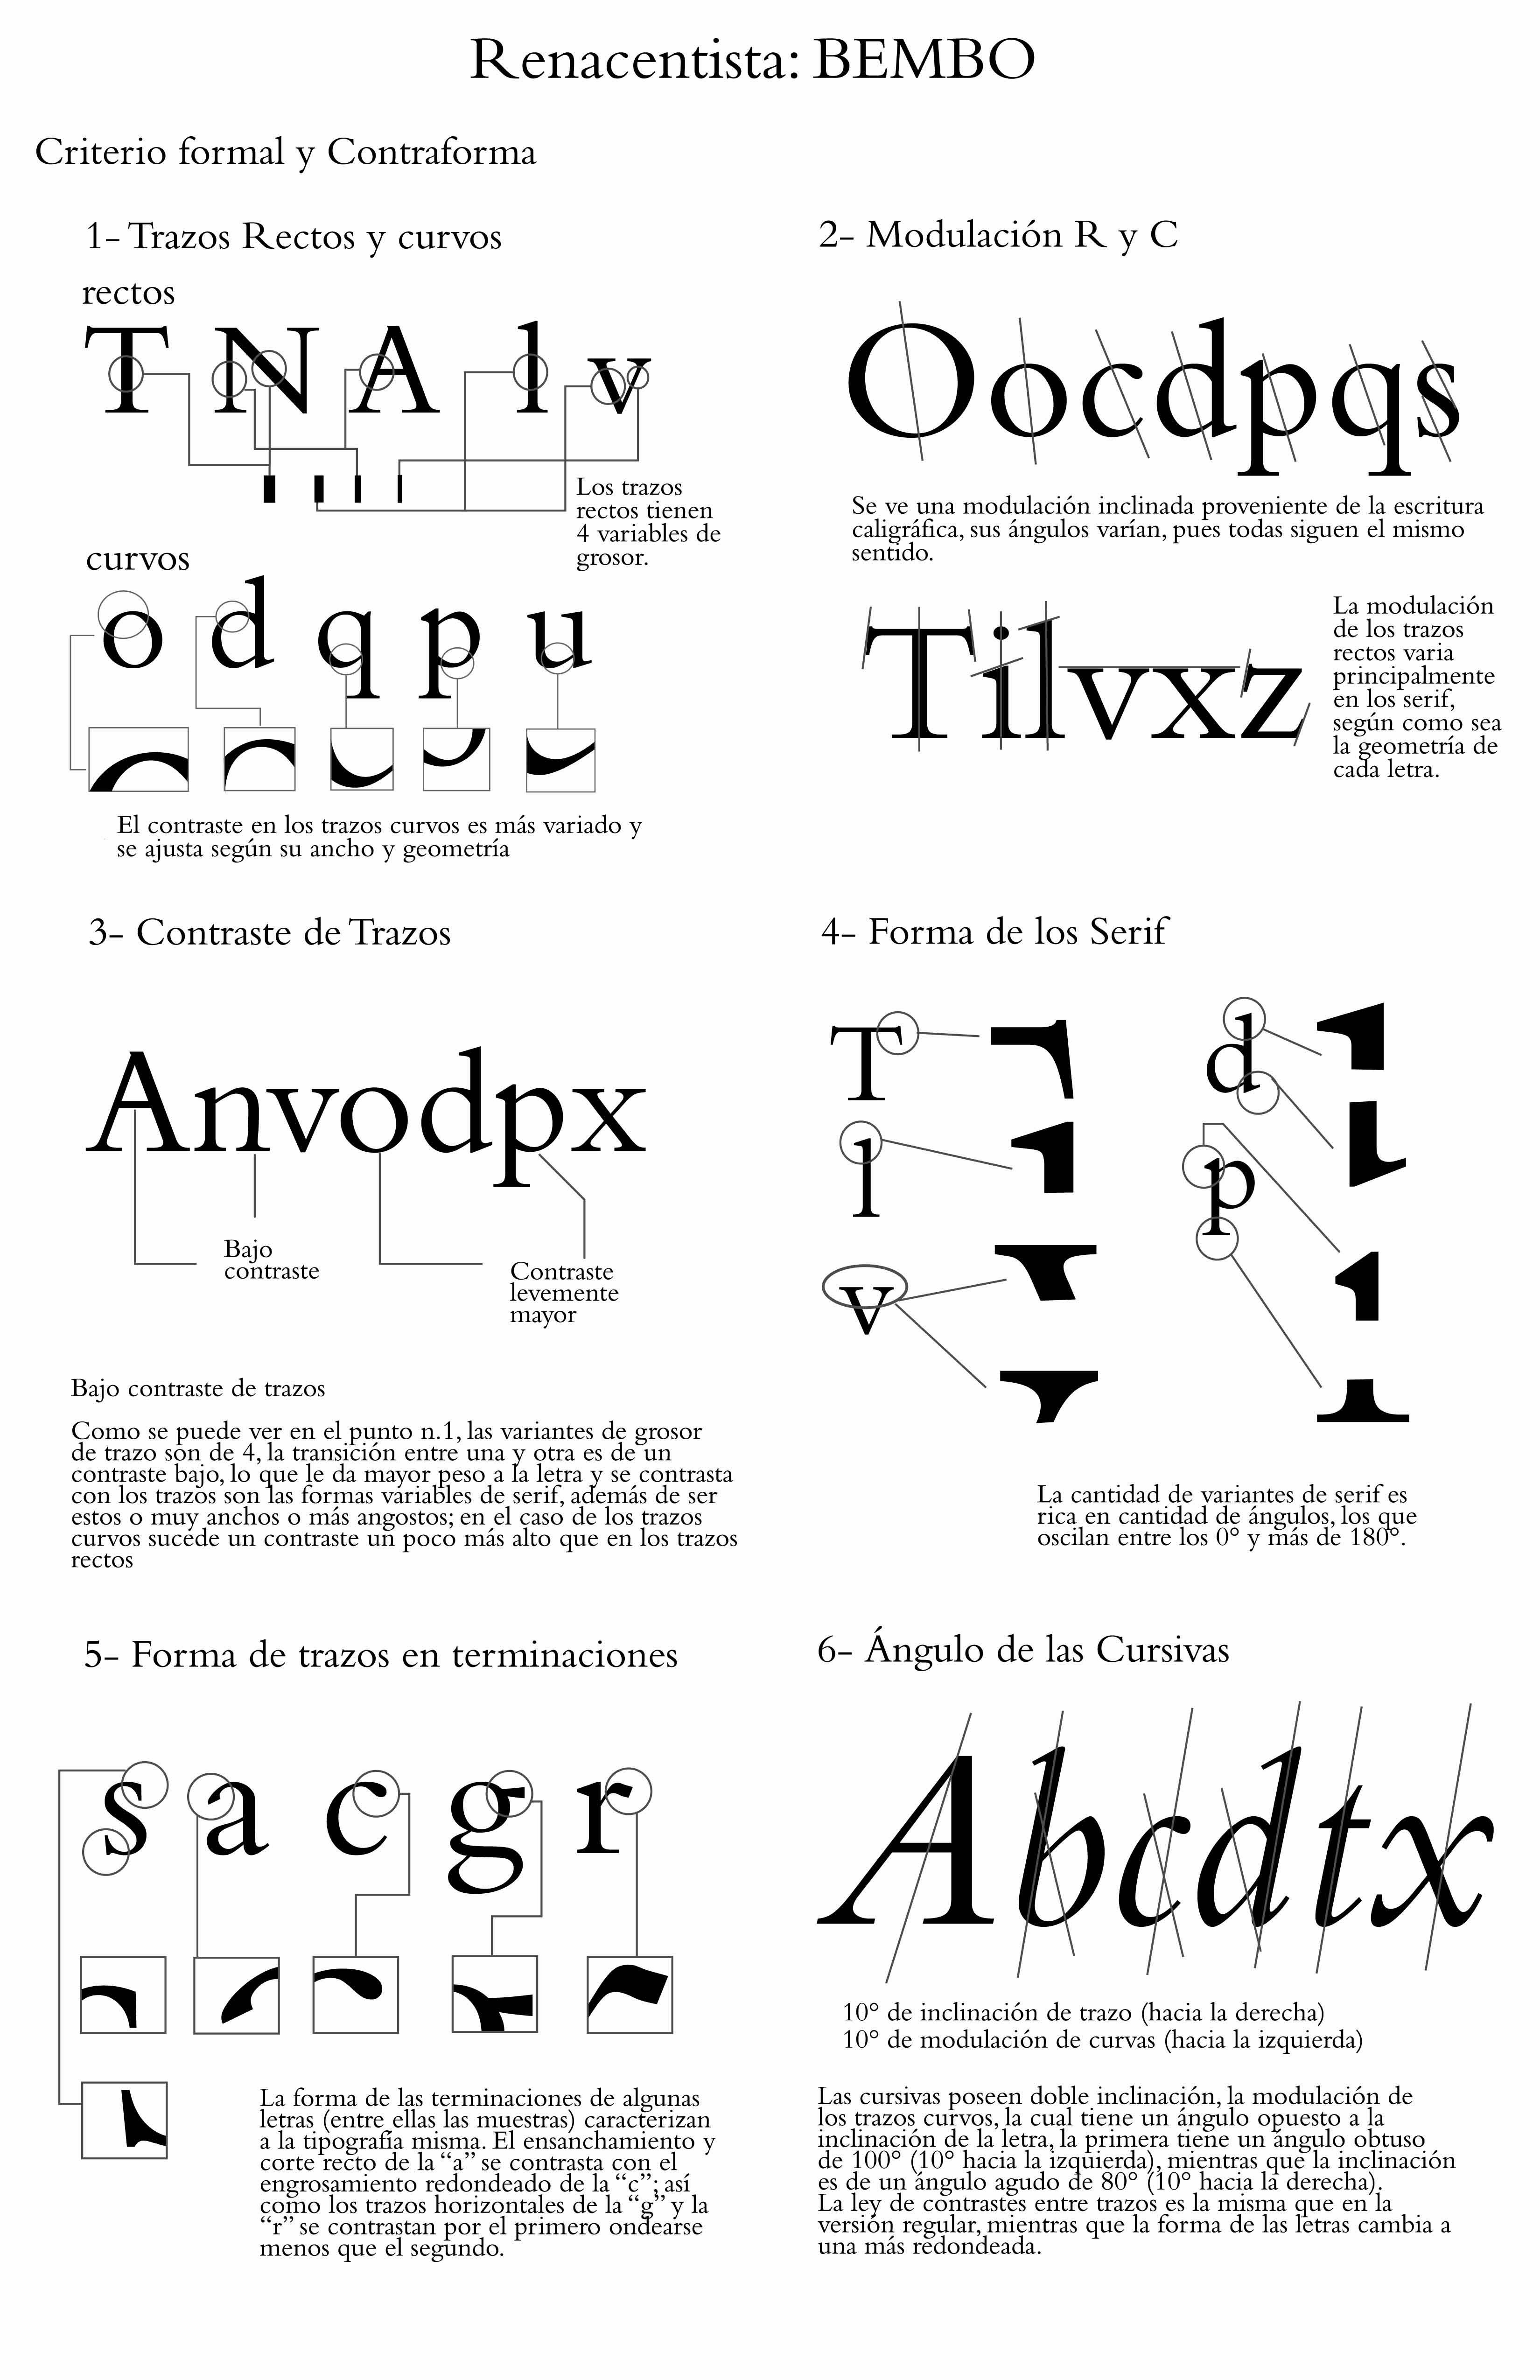 Renacentista: BEMBO
Criterio formal y Contraforma
1- Trazos Rectos y curvos
rectos
T N A l v
Los trazos
rectos tienen
4 variables de
grosor.
curvos
o d q p u
El contraste en los trazos curvos es más variado y
se ajusta según su ancho y geometría
2- Modulación R y C
Oocdpqs
Se ve una modulación inclinada proveniente de la escritura
caligráfica, sus ángulos varían, pues todas siguen el mismo
sentido.
Tilvxz
La modulación
de los trazos
rectos varia
principalmente
en los serif,
según como sea
la geometría de
cada letra.
3- Contraste de Trazos
Anvodpx
Bajo
contraste
Contraste
levemente
mayor
Bajo contraste de trazos
Como se puede ver en el punto n.1, las variantes de grosor
de trazo son de 4, la transición entre una y otra es de un
contraste bajo, lo que le da mayor peso a la letra y se contrasta
con los trazos son las formas variables de serif, además de ser
estos o muy anchos o más angostos; en el caso de los trazos
curvos sucede un contraste un poco más alto que en los trazos
rectos
4- Forma de los Serif
T
l
v
d
p
La cantidad de variantes de serif es
rica en cantidad de ángulos, los que
oscilan entre los 0° y más de 180°.
5- Forma de trazos en terminaciones
s a c g r
La forma de las terminaciones de algunas
letras (entre ellas las muestras) caracterizan
a la tipografía misma. El ensanchamiento y
corte recto de la “a” se contrasta con el
engrosamiento redondeado de la “c”; así
como los trazos horizontales de la “g” y la
“r” se contrastan por el primero ondearse
menos que el segundo.
6- Ángulo de las Cursivas
Abcdtx
10° de inclinación de trazo (hacia la derecha)
10° de modulación de curvas (hacia la izquierda)
Las cursivas poseen doble inclinación, la modulación de
los trazos curvos, la cual tiene un ángulo opuesto a la
inclinación de la letra, la primera tiene un ángulo obtuso
de 100° (10° hacia la izquierda), mientras que la inclinación
es de un ángulo agudo de 80° (10° hacia la derecha).
La ley de contrastes entre trazos es la misma que en la
versión regular, mientras que la forma de las letras cambia a
una más redondeada.